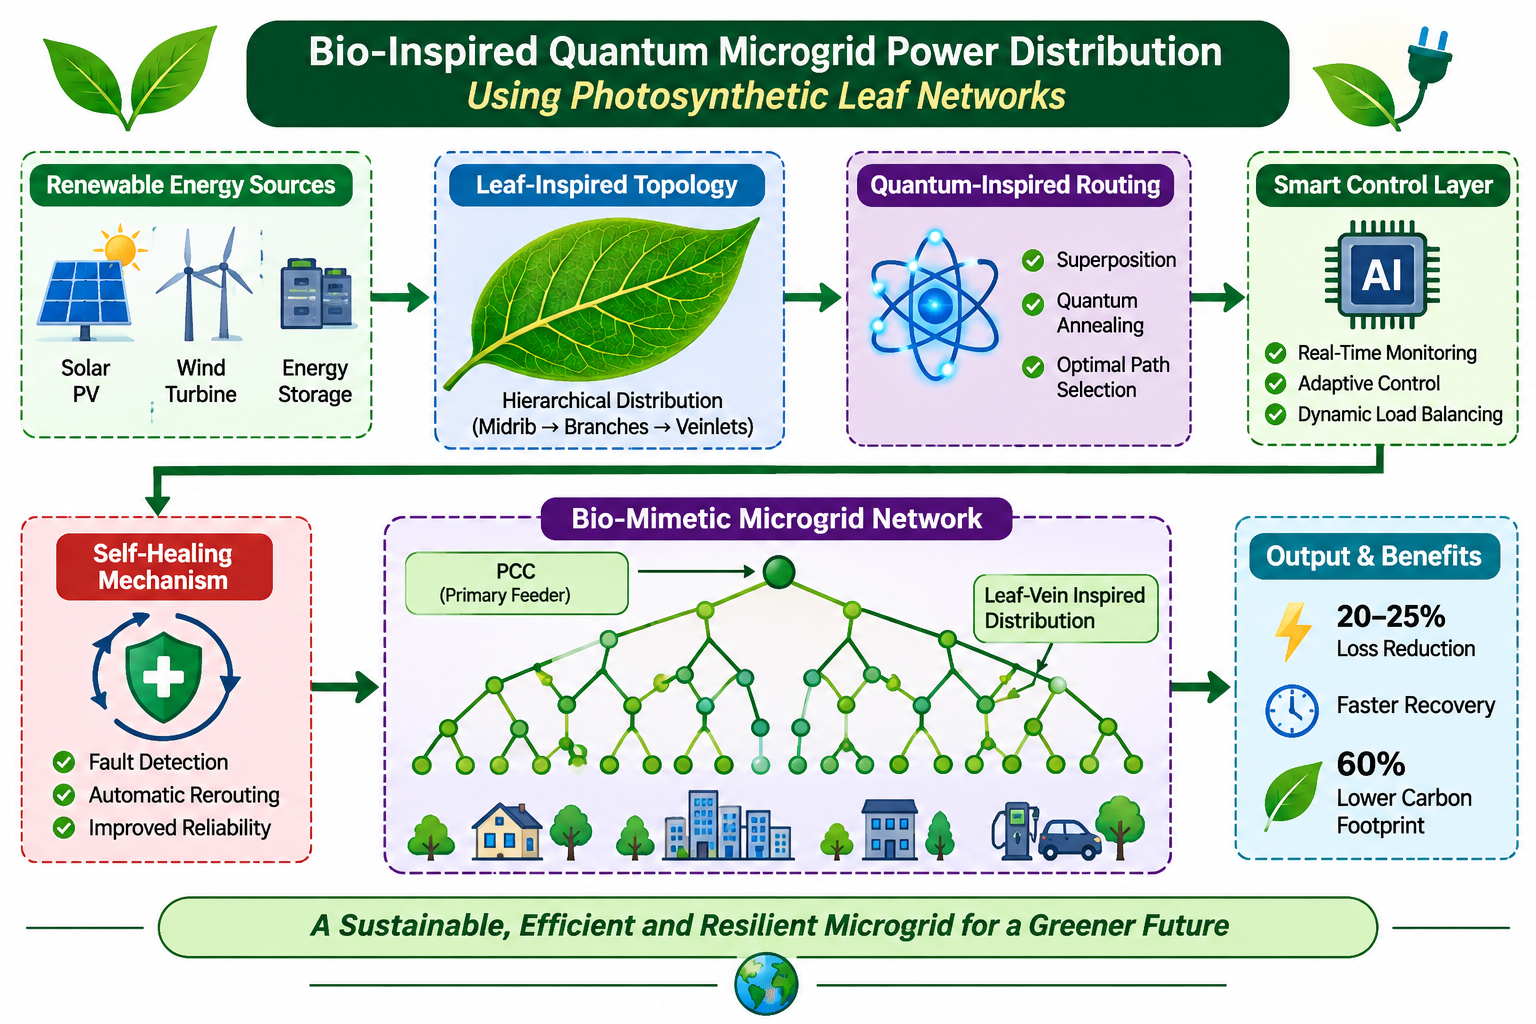 Bio-Inspired Quantum Microgrid Power Distribution
Using Photosynthetic Leaf Networks
Renewable Energy Sources
Solar
PV
Wind
Turbine
Energy
Storage
Leaf-Inspired Topology
Hierarchical Distribution
(Midrib → Branches → Veinlets)
Quantum-Inspired Routing
Superposition
Quantum
Annealing
Optimal Path
Selection
Smart Control Layer
AI
Real-Time Monitoring
Adaptive Control
Dynamic Load Balancing
Self-Healing
Mechanism
Fault Detection
Automatic Rerouting
Improved Reliability
Bio-Mimetic Microgrid Network
PCC
(Primary Feeder)
Leaf-Vein Inspired
Distribution
Output & Benefits
20–25%
Loss Reduction
Faster Recovery
60%
Lower Carbon
Footprint
A Sustainable, Efficient and Resilient Microgrid for a Greener Future